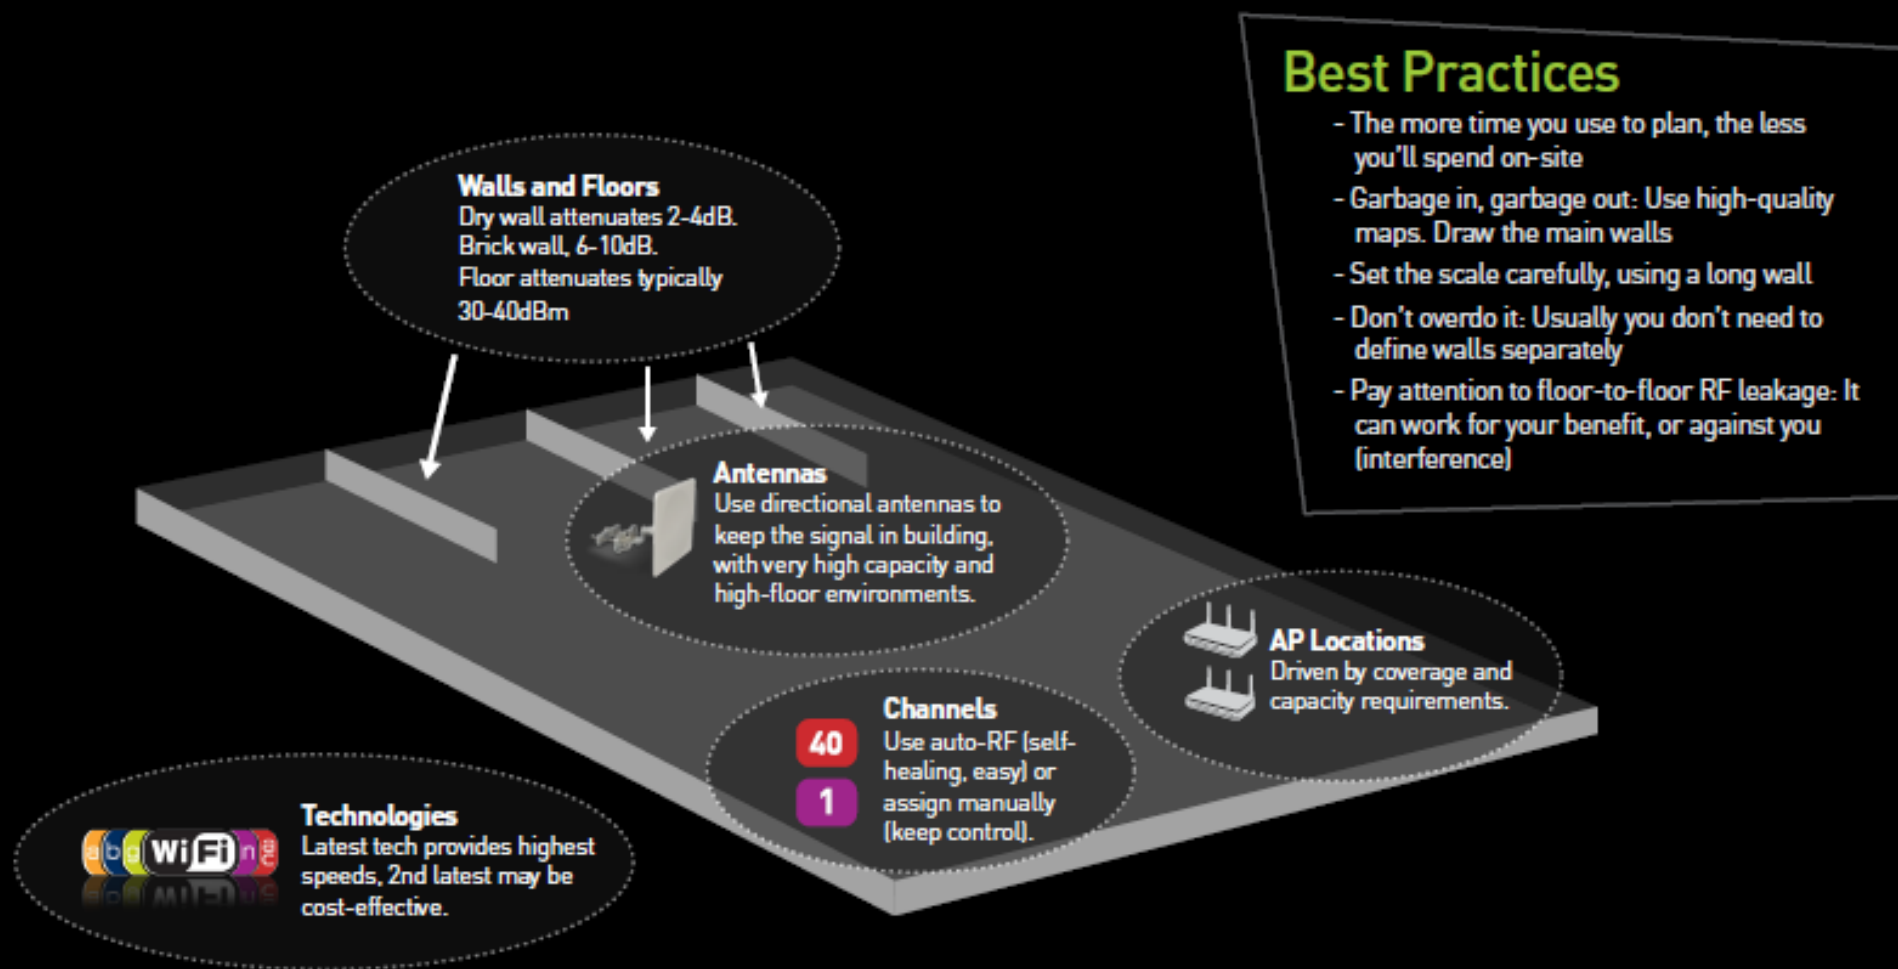 Best Practices
- The more time you use to plan, the less
you'll spend on-site
- Garbage in, garbage out: Use high-quality
maps. Draw the main walls
- Set the scale carefully, using a long wall
- Don't overdo it: Usually you don't need to
define walls separately
- Pay attention to floor-to-floor RF leakage: It
can work for your benefit, or against you
(interference)
Walls and Floors
Dry wall attenuates 2-4dB.
Brick wall, 6-10dB.
Floor attenuates typically
30-40dBm
Antennas
Use directional antennas to
keep the signal in building,
with very high capacity and
high-floor environments.
AP Locations
Driven by coverage and
capacity requirements.
Channels
40
1
Use auto-RF (self-
healing, easy) or
assign manually
(keep control).
Technologies
a b g WiFi n ac
Latest tech provides highest
speeds, 2nd latest may be
cost-effective.